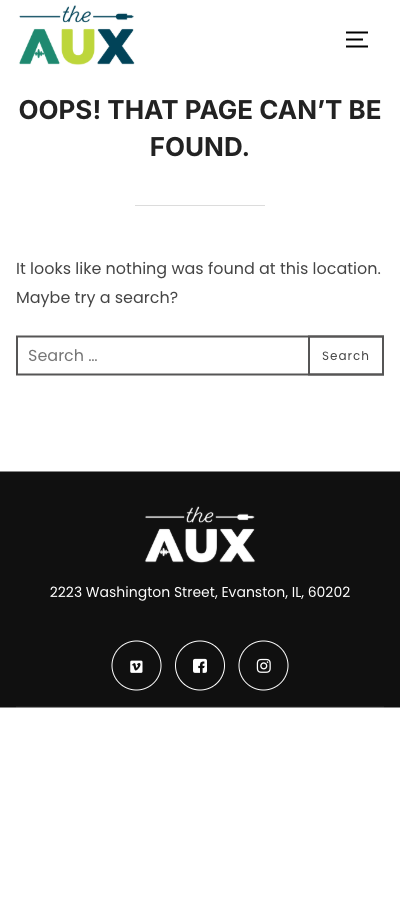 the
AUX
OOPS! THAT PAGE CAN’T BE
FOUND.
It looks like nothing was found at this location.
Maybe try a search?
Search …
Search
the
AUX
2223 Washington Street, Evanston, IL, 60202